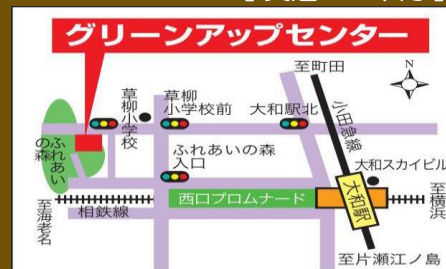 グリーンアップセンター
至町田
N
草柳小学校
草柳
小学校前
大和駅北
小田急線
ふれあい
の森
ふれあいの森
入口
大和スカイビル
西口プロムナード
大和駅
至横浜
相鉄線
至海老名
至片瀬江ノ島